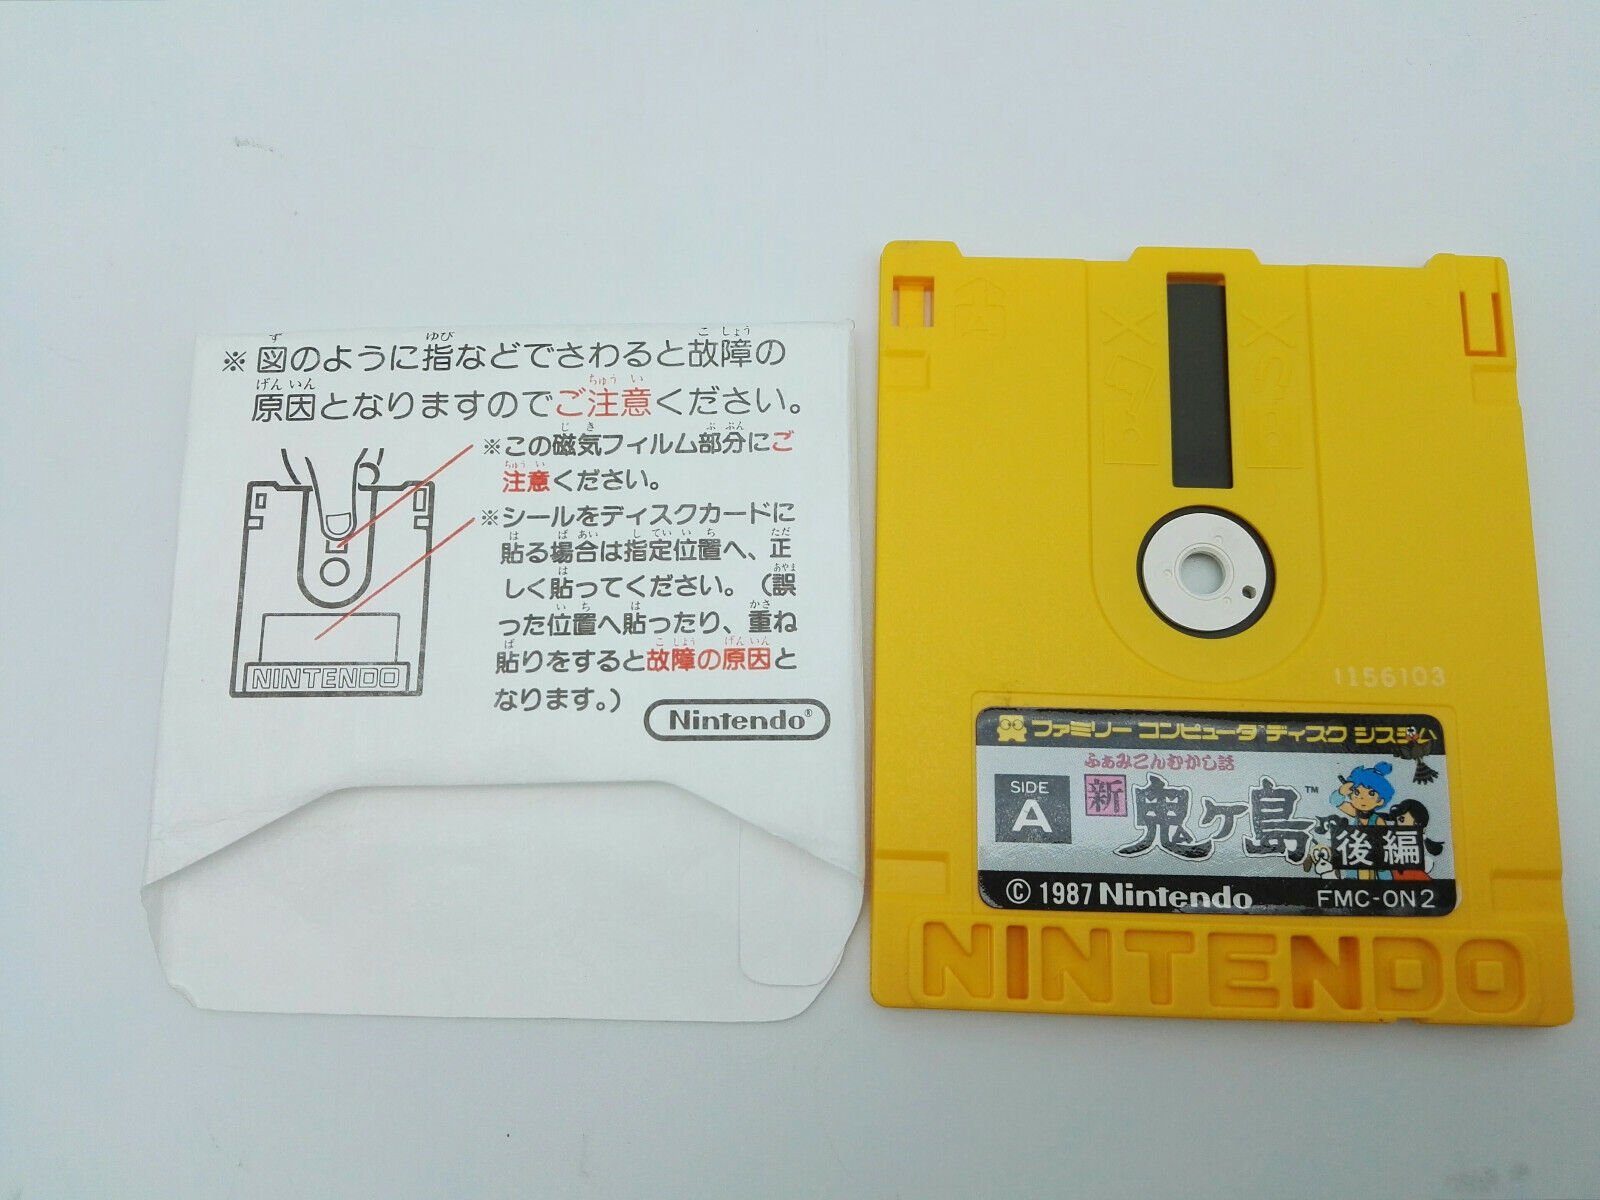 ※図のように指などでさわると故障の
原因となりますのでご注意ください。
※この磁気フィルム部分にご
注意ください。
※シールをディスクカードに
貼る場合は指定位置へ、正
しく貼ってください。（誤
った位置へ貼ったり、重ね
貼りをすると故障の原因と
なります。）
NINTENDO
Nintendo®
1156103
ファミリー コンピュータ ディスク システム
ふぁみこんむかし話
SIDE
A
新鬼ヶ島™
後編
© 1987 Nintendo
FMC-ON2
NINTENDO